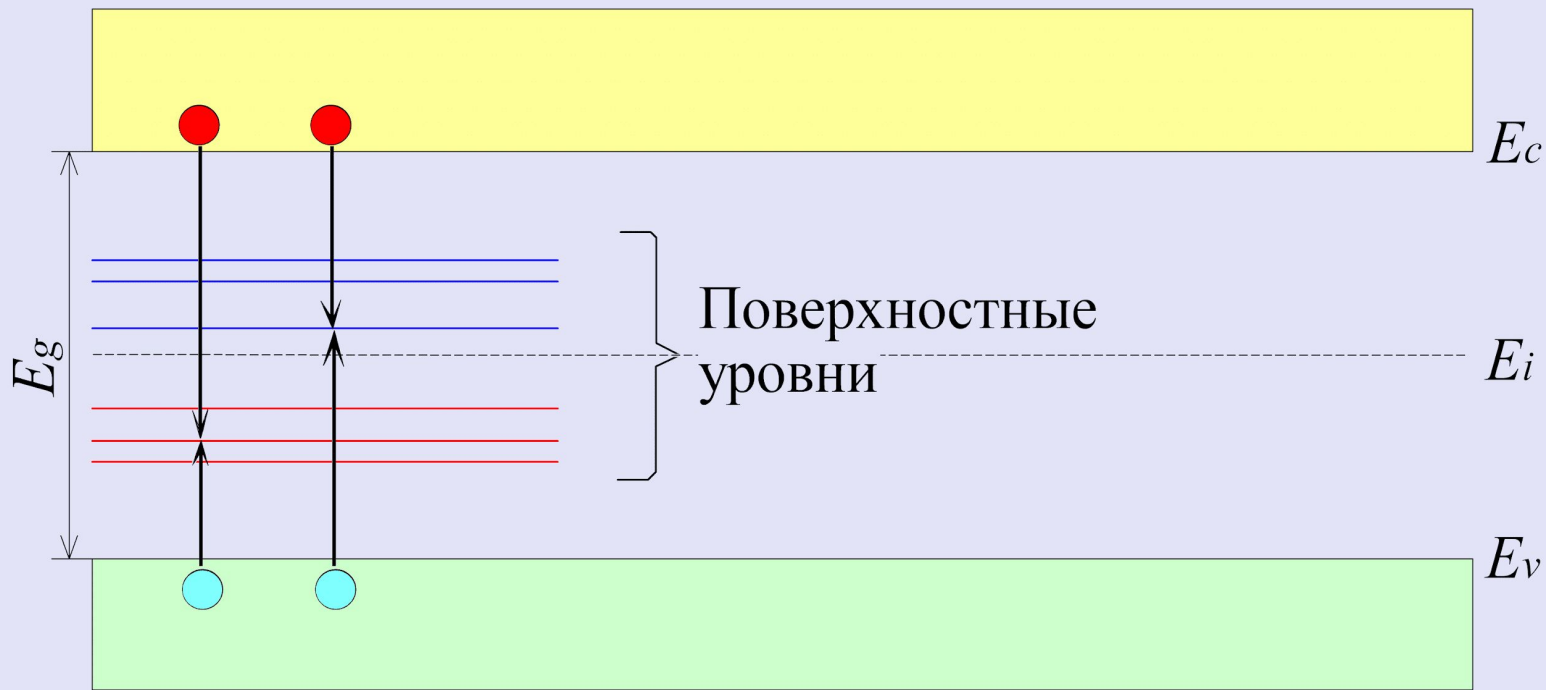 Ec
Поверхностные
уровни
Eg
Ei
Ev